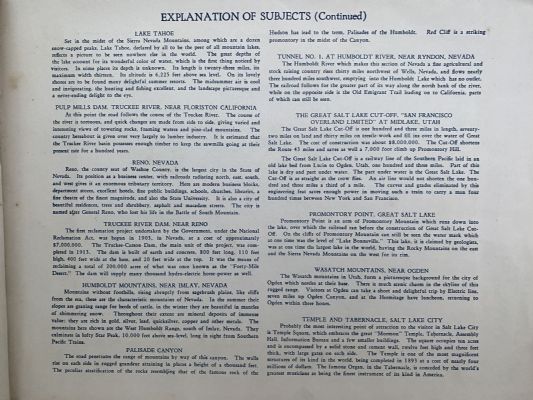 EXPLANATION OF SUBJECTS (Continued)
LAKE TAHOE
Set in the midst of the Sierra Nevada Mountains, among which are a dozen
snow-capped peaks, Lake Tahoe, declared by all to be the peer of all mountain lakes,
reflects a picture to be seen nowhere else in the world. The great depths of
the lake account for its wonderful color of water, which is the first thing noticed by
visitors. In some places its depth is unknown. Its length is twenty-three miles, its
maximum width thirteen. Its altitude is 6,225 feet above sea level. On its lovely
shores are to be found many delightful summer resorts. The midsummer air is cool
and invigorating, the boating and fishing excellent, and the landscape picturesque and
a never-ending delight to the eye.
PULP MILLS DAM, TRUCKEE RIVER, NEAR FLORISTON CALIFORNIA
At this point the road follows the course of the Truckee River. The course of
the river is tortuous, and quick changes are made from side to side, giving varied and
interesting views of towering rocks, foaming waters and pine-clad mountains. The
country hereabout is given over very largely to lumber industry. It is estimated that
the Truckee River basin possesses enough timber to keep the sawmills going at their
present rate for a hundred years.
RENO, NEVADA
Reno, the county seat of Washoe County, is the largest city in the State of
Nevada. Its position as a business center, with railroads radiating north, east, south,
and west gives it an enormous tributary territory. Here are modern business blocks,
department stores, excellent hotels, fine public buildings, schools, churches, libraries, a
fine theatre of the first magnitude, and also the State University. It is also a city of
beautiful residences, tree and shrubbery, asphalt and macadam streets. The city is
named after General Reno, who lost his life in the Battle of South Mountain.
TRUCKEE RIVER DAM, NEAR RENO
The first reclamation project undertaken by the Government, under the National
Reclamation Act, was begun in 1903, in Nevada, at a cost of approximately
$7,000,000. The Truckee-Carson Dam, the main unit of this project, was com-
pleted in 1913. The dam is built of earth and concrete, 800 feet long, 110 feet
high, 400 feet wide at the base, and 20 feet wide at the top. It was the means of
reclaiming a total of 200,000 acres of what was once known as the "Forty-Mile
Desert." The dam will supply many thousand hydro-electric horse-power as well.
HUMBOLDT MOUNTAINS, NEAR IMLAY, NEVADA
Mountains without foothills, rising abruptly from sagebrush plains, like cliffs
from the sea, these are the characteristic mountains of Nevada. In the summer their
slopes are grazing range for herds of cattle, in the winter they are beautiful in mantles
of shimmering snow. Throughout their extent are mineral deposits of immense
value; they are rich in gold, silver, lead, quicksilver, and other metals. The
mountains here shown are the West Humboldt Range, south of Imlay, Nevada. They
culminate in lofty Star Peak, 10,000 feet above sea-level, long in sight from Southern
Pacific Trains.
PALISADE CANYON
The road penetrates the range of mountains by way of this canyon. The walls
rise on each side in rugged grandeur attaining in places a height of a thousand feet.
The peculiar stratification of the rocks resembling that of the famous rock of the
Hudson has lead to the term, Palisades of the Humboldt. Red Cliff is a striking
promontory in the midst of the Canyon.
TUNNEL NO. 1, AT HUMBOLDT RIVER, NEAR RYNDON, NEVADA
The Humboldt River which makes this section of Nevada a fine agricultural and
stock raising country rises thirty miles northwest of Wells, Nevada, and flows nearly
three hundred miles southwest, emptying into the Humboldt Lake which has no outlet.
The railroad follows for the greater part of its way along the north bank of the river,
while on the opposite side is the Old Emigrant Trail leading on to California, parts
of which can still be seen.
THE GREAT SALT LAKE CUT-OFF, "SAN FRANCISCO
OVERLAND LIMITED" AT MIDLAKE, UTAH
The Great Salt Lake Cut-Off is one hundred and three miles in length, seventy-
two miles on land and thirty miles on trestle work and fill out over the water of Great
Salt Lake. The cost of construction was about $8,000,000. The Cut-Off shortens
the Route 43 miles and saves as well a 7,000 foot climb up Promontory Hill.
The Great Salt Lake Cut-Off is a railway line of the Southern Pacific laid in an
old lake bed from Lucin to Ogden, Utah, one hundred and three miles. Part of this
lake is dry and part under water. The part under water is the Great Salt Lake. The
Cut-Off is as straight as the crow flies. An air line would not shorten the one hun-
dred and three miles a third of a mile. The curves and grades eliminated by this
engineering feat saves enough power in moving such a train to carry a man four
hundred times between New York and San Francisco.
PROMONTORY POINT, GREAT SALT LAKE
Promontory Point is an arm of Promontory Mountain which runs down into
the lake, over which the railroad ran before the construction of Great Salt Lake Cut-
Off. On the cliffs of Promontory Mountain can still be seen the water mark which
at one time was the level of "Lake Bonneville." This lake, it is claimed by geologists,
was at one time the largest lake in the world, having the Rocky Mountains on the east
and the Sierra Nevada Mountains on the west for its rim.
WASATCH MOUNTAINS, NEAR OGDEN
The Wasatch mountains in Utah, form a picturesque background for the city of
Ogden which nestles at their base. There is much scenic charm in the skyline of this
rugged range. Visitors at Ogden can take a short and delightful trip by Electric line,
seven miles up Ogden Canyon, and at the Hermitage have luncheon, returning to
Ogden within three hours.
TEMPLE AND TABERNACLE, SALT LAKE CITY
Probably the most interesting point of attraction to the visitor in Salt Lake City
is Temple Square, which embraces the great "Mormon" Temple, Tabernacle, Assembly
Hall, Information Bureau and a few smaller buildings. The square occupies ten acres
and is encompassed by a solid stone and cement wall, twelve feet high and three feet
thick, with large gates on each side. The Temple is one of the most magnificent
structures of its kind in the world, being completed in 1893 at a cost of nearly four
millions of dollars. The famous Organ, in the Tabernacle, is conceded by the world's
greatest musicians as being the finest instrument of its kind in America.